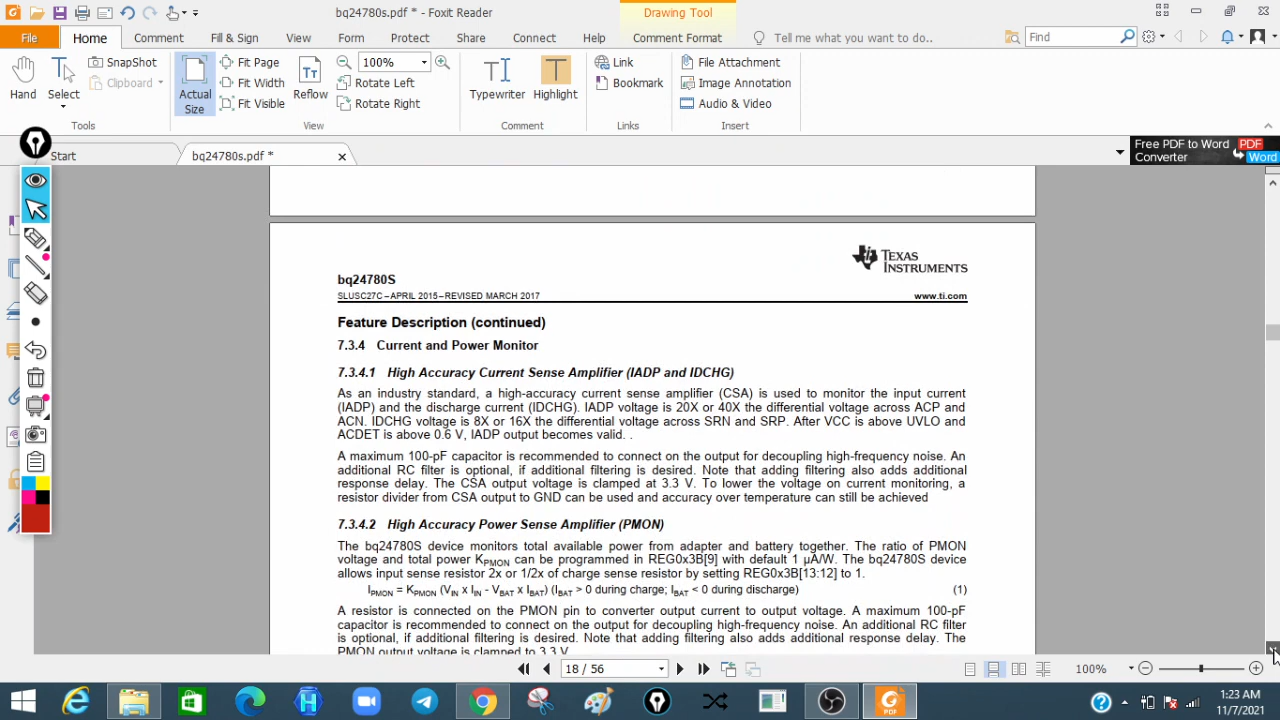 bq24780s.pdf * - Foxit Reader
Drawing Tool
File
Home
Comment
Fill & Sign
View
Form
Protect
Share
Connect
Help
Comment Format
Tell me what you want to do..
Find
Hand
Select
SnapShot
Clipboard
Tools
Actual Size
Fit Page
Fit Width
Fit Visible
Reflow
100%
Rotate Left
Rotate Right
View
Typewriter
Highlight
Comment
Link
Bookmark
Links
File Attachment
Image Annotation
Audio & Video
Insert
Start
bq24780s.pdf *
Free PDF to Word
Converter
PDF
Word
TEXAS
INSTRUMENTS
bq24780S
SLUSC27C – APRIL 2015 – REVISED MARCH 2017
www.ti.com
Feature Description (continued)
7.3.4 Current and Power Monitor
7.3.4.1 High Accuracy Current Sense Amplifier (IADP and IDCHG)
As an industry standard, a high-accuracy current sense amplifier (CSA) is used to monitor the input current
(IADP) and the discharge current (IDCHG). IADP voltage is 20X or 40X the differential voltage across ACP and
ACN. IDCHG voltage is 8X or 16X the differential voltage across SRN and SRP. After VCC is above UVLO and
ACDET is above 0.6 V, IADP output becomes valid. .
A maximum 100-pF capacitor is recommended to connect on the output for decoupling high-frequency noise. An
additional RC filter is optional, if additional filtering is desired. Note that adding filtering also adds additional
response delay. The CSA output voltage is clamped at 3.3 V. To lower the voltage on current monitoring, a
resistor divider from CSA output to GND can be used and accuracy over temperature can still be achieved
7.3.4.2 High Accuracy Power Sense Amplifier (PMON)
The bq24780S device monitors total available power from adapter and battery together. The ratio of PMON
voltage and total power KPMON can be programmed in REG0x3B[9] with default 1 µA/W. The bq24780S device
allows input sense resistor 2x or 1/2x of charge sense resistor by setting REG0x3B[13:12] to 1.
IPMON = KPMON (VIN x IIN - VBAT x IBAT) (IBAT > 0 during charge; IBAT < 0 during discharge) (1)
A resistor is connected on the PMON pin to converter output current to output voltage. A maximum 100-pF
capacitor is recommended to connect on the output for decoupling high-frequency noise. An additional RC filter
is optional, if additional filtering is desired. Note that adding filtering also adds additional response delay. The
PMON output voltage is clamped to 3.3 V.
18 / 56
100%
1:23 AM
11/7/2021